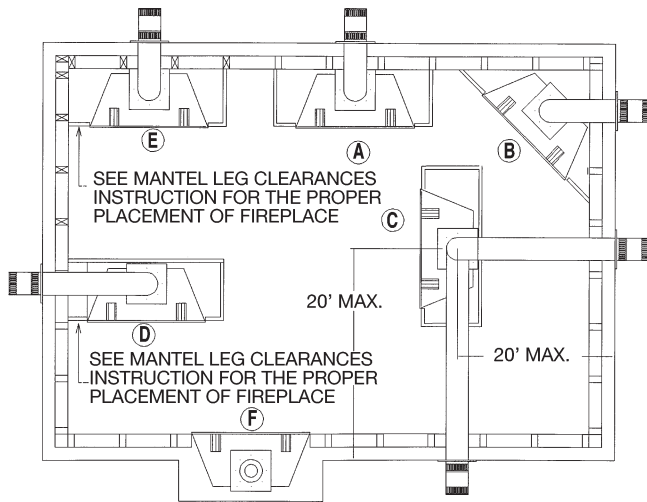 E
A
B
SEE MANTEL LEG CLEARANCES
INSTRUCTION FOR THE PROPER
PLACEMENT OF FIREPLACE
C
20' MAX.
20' MAX.
D
SEE MANTEL LEG CLEARANCES
INSTRUCTION FOR THE PROPER
PLACEMENT OF FIREPLACE
F